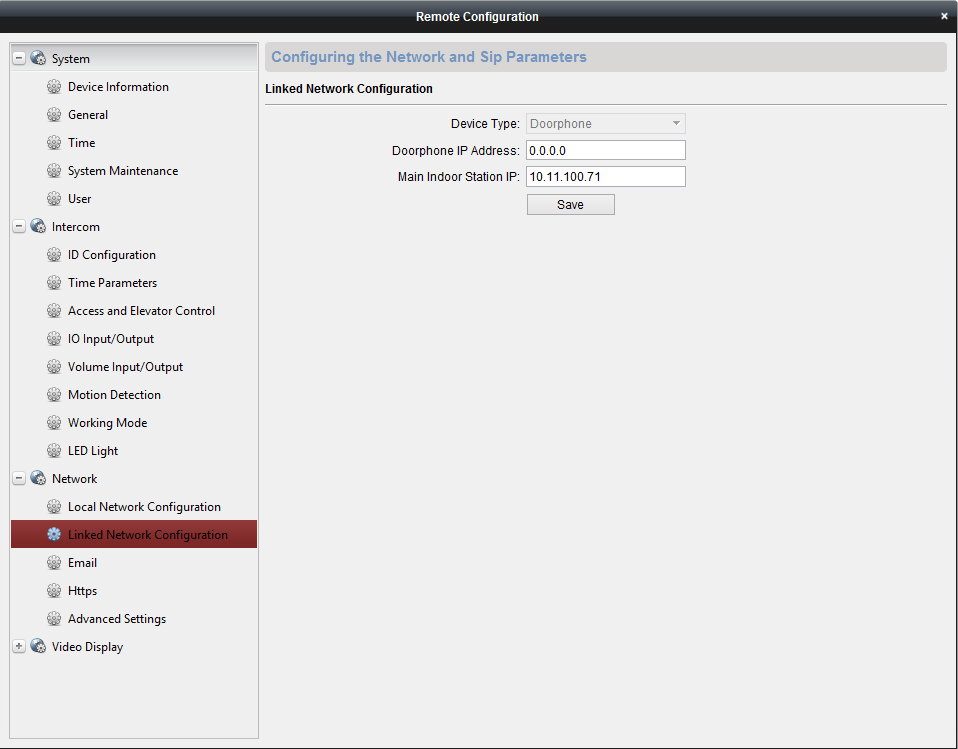 Remote Configuration
×
System
Device Information
General
Time
System Maintenance
User
Intercom
ID Configuration
Time Parameters
Access and Elevator Control
IO Input/Output
Volume Input/Output
Motion Detection
Working Mode
LED Light
Network
Local Network Configuration
Linked Network Configuration
Email
Https
Advanced Settings
Video Display
Configuring the Network and Sip Parameters
Linked Network Configuration
Device Type: Doorphone
Doorphone IP Address: 0.0.0.0
Main Indoor Station IP: 10.11.100.71
Save